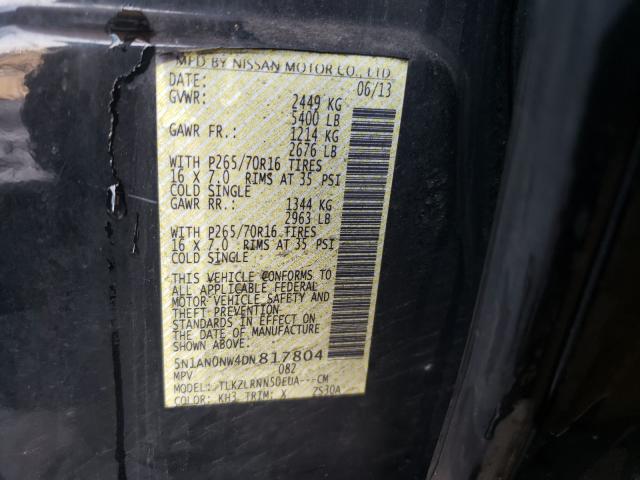 MFD BY NISSAN MOTOR CO., LTD.
DATE: 06/13
GVWR: 2449 KG
5400 LB
GAWR FR.: 1214 KG
2676 LB
WITH P265/70R16 TIRES
16 X 7.0 RIMS AT 35 PSI
COLD SINGLE
GAWR RR.: 1344 KG
2963 LB
WITH P265/70R16 TIRES
16 X 7.0 RIMS AT 35 PSI
COLD SINGLE
THIS VEHICLE CONFORMS TO
ALL APPLICABLE FEDERAL
MOTOR VEHICLE SAFETY AND
THEFT PREVENTION
STANDARDS IN EFFECT ON
THE DATE OF MANUFACTURE
SHOWN ABOVE.
5N1AN0NW4DN817804
MPV 082
MODEL: TLKZLRNN50EUA---CM
COLOR: KH3 TRIM: X ZS30A